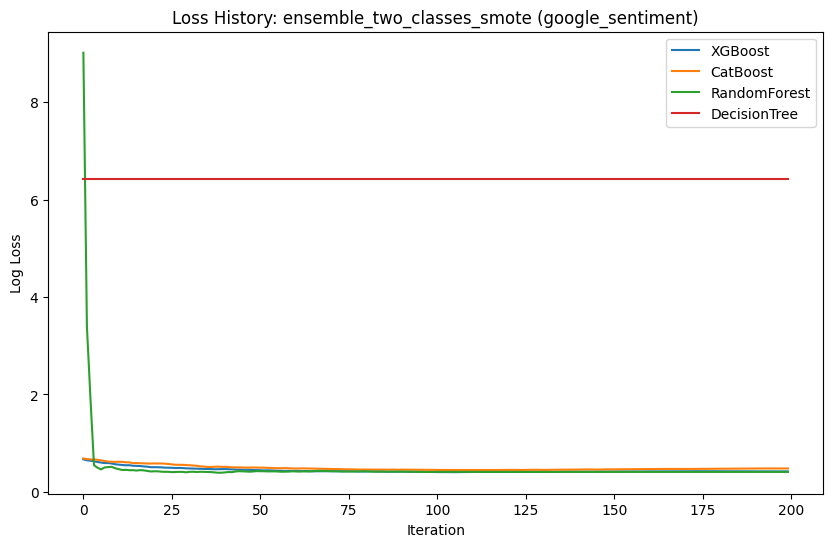 Loss History: ensemble_two_classes_smote (google_sentiment)
XGBoost
CatBoost
RandomForest
DecisionTree
Log Loss
8
6
4
2
0
0 25 50 75 100 125 150 175 200
Iteration